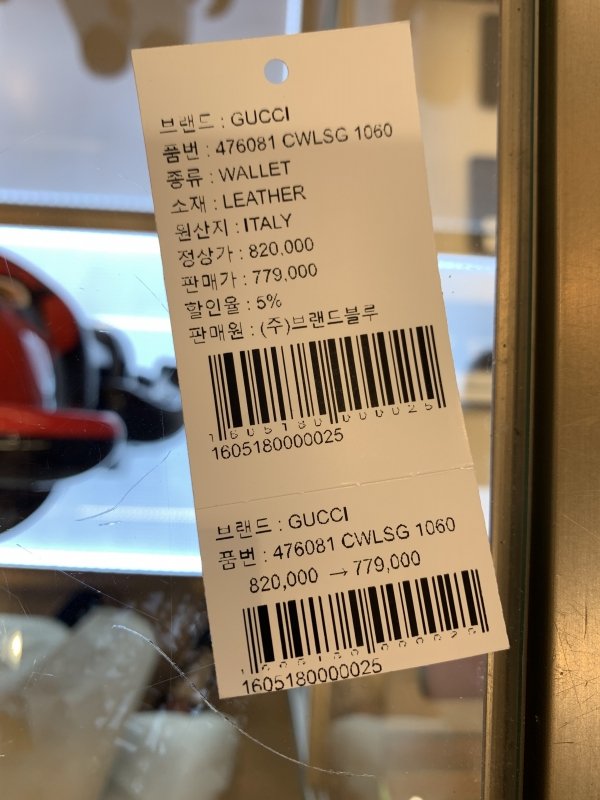 브랜드 : GUCCI
품번 : 476081 CWLSG 1060
종류 : WALLET
소재 : LEATHER
원산지 : ITALY
정상가 : 820,000
판매가 : 779,000
할인율 : 5%
판매원 : (주)브랜드블루
1605180000025
1605180000025
브랜드 : GUCCI
품번 : 476081 CWLSG 1060
820,000 → 779,000
1605180000025
1605180000025